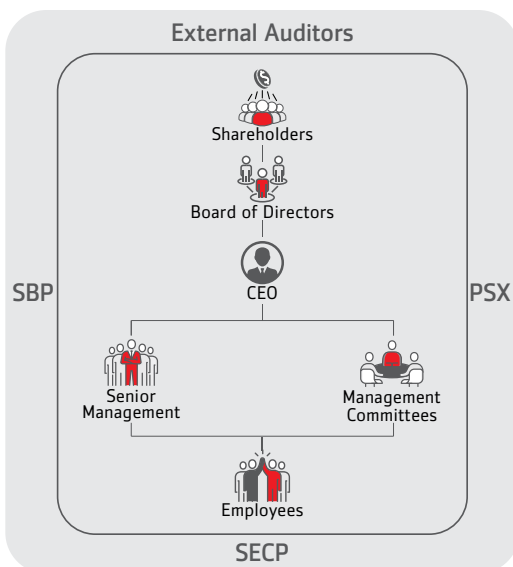 External Auditors
Shareholders
Board of Directors
SBP
CEO
PSX
Senior
Management
Management
Committees
Employees
SECP